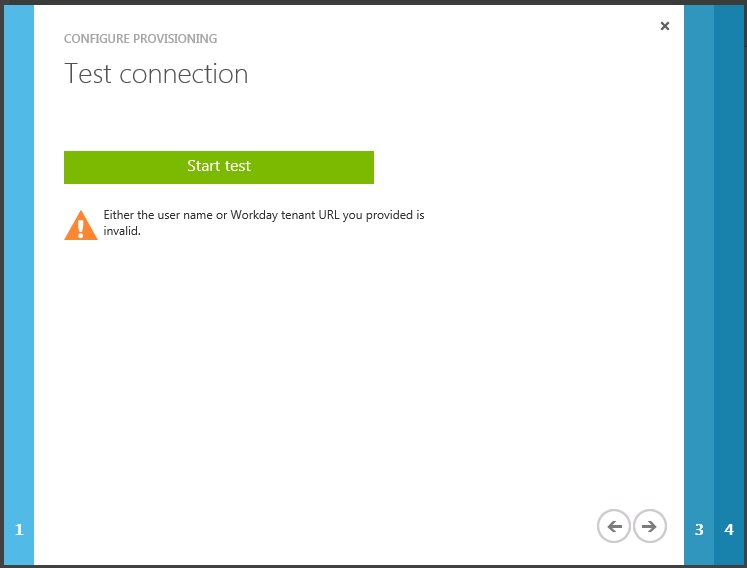 CONFIGURE PROVISIONING
Test connection
Start test
Either the user name or Workday tenant URL you provided is
invalid.
1
3
4